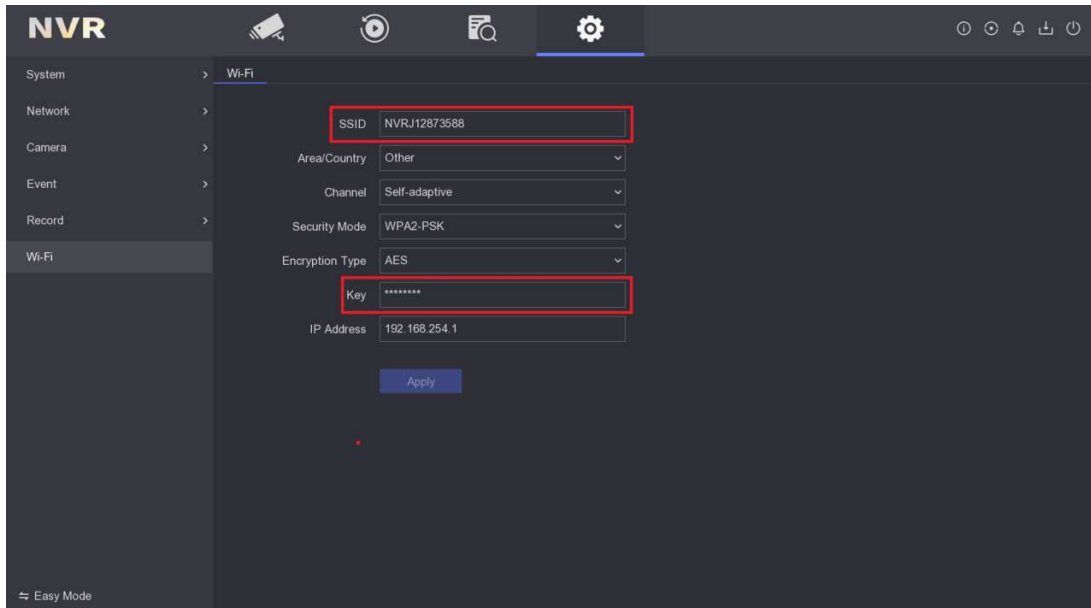 NVR
System
Network
Camera
Event
Record
Wi-Fi
Easy Mode
Wi-Fi
SSID NVRJ12873588
Area/Country Other
Channel Self-adaptive
Security Mode WPA2-PSK
Encryption Type AES
Key ********
IP Address 192.168.254.1
Apply